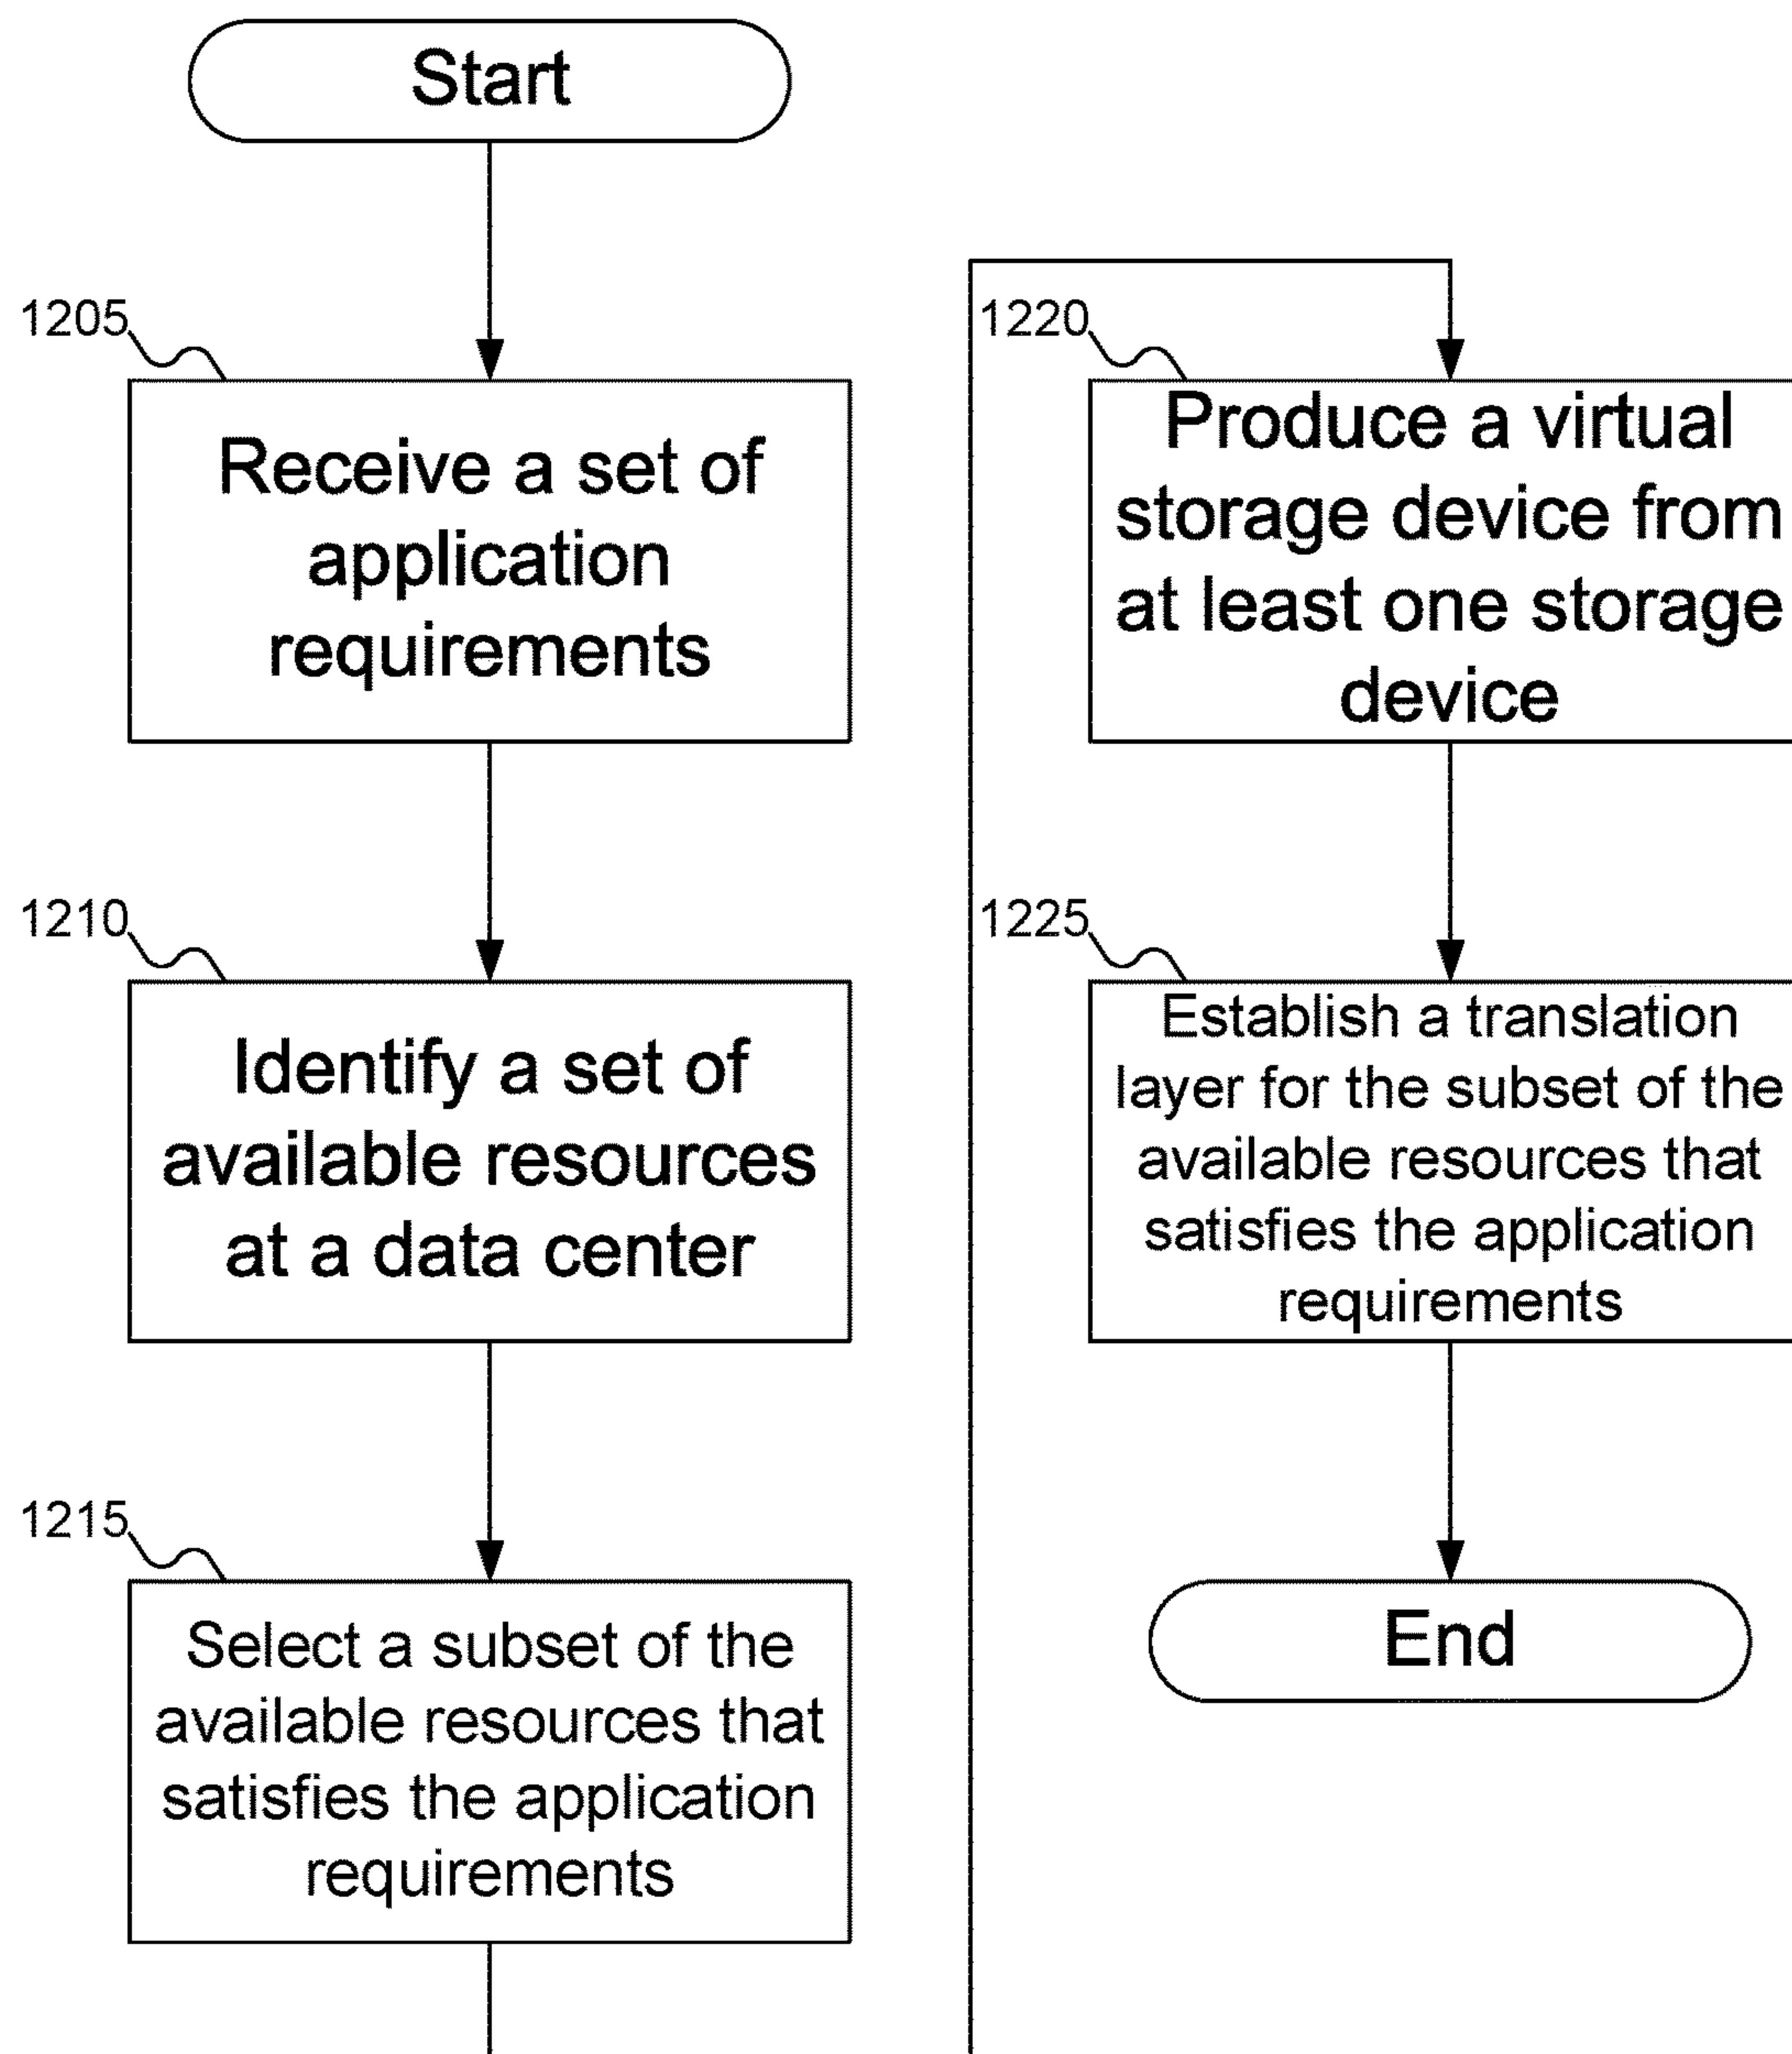 Start
1205
Receive a set of
application
requirements
1210
Identify a set of
available resources
at a data center
1215
Select a subset of the
available resources that
satisfies the application
requirements
1220
Produce a virtual
storage device from
at least one storage
device
1225
Establish a translation
layer for the subset of the
available resources that
satisfies the application
requirements
End